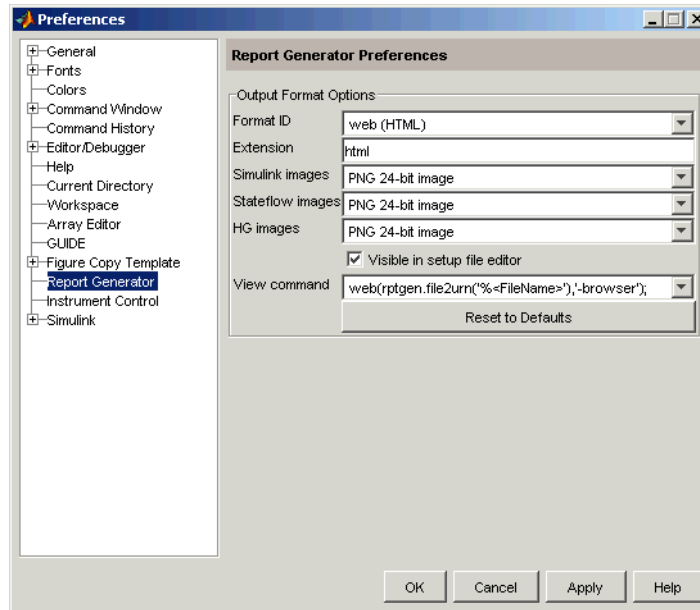 Preferences
General
Fonts
Colors
Command Window
Command History
Editor/Debugger
Help
Current Directory
Workspace
Array Editor
GUIDE
Figure Copy Template
Report Generator
Instrument Control
Simulink
Report Generator Preferences
Output Format Options
Format ID web (HTML)
Extension html
Simulink images PNG 24-bit image
Stateflow images PNG 24-bit image
HG images PNG 24-bit image
Visible in setup file editor
View command web(rptgen.file2urn('%<FileName>'),'-browser');
Reset to Defaults
OK Cancel Apply Help